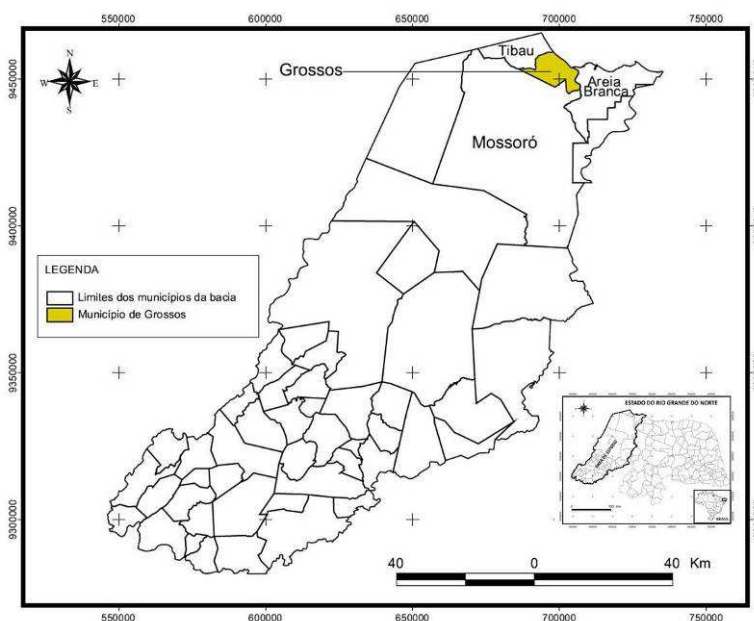 550000 600000 650000 700000 750000
N
W E
S
Tibau
Grossos
Areia
Branca
Mossoró
9450000
9400000
9350000
9300000
LEGENDA
Limites dos municípios da bacia
Município de Grossos
ESTADO DO RIO GRANDE DO NORTE
BRASIL
40 0 40 Km
550000 600000 650000 700000 750000